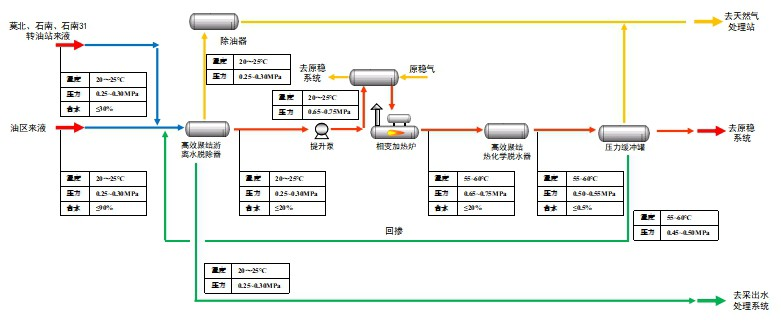 莫北、石南、石南31
转油站来液
温度 20~25℃
压力 0.25~0.30MPa
含水 ≤30%
油区来液
温度 20~25℃
压力 0.25~0.30MPa
含水 ≤90%
除油器
温度 20~25℃
压力 0.25~0.30MPa
去天然气
处理站
去原稳
系统
原稳气
温度 20~25℃
压力 0.65~0.75MPa
高效聚结游
离水脱除器
提升泵
相变加热炉
高效聚结
热化学脱水器
压力缓冲罐
去原稳
系统
温度 20~25℃
压力 0.25~0.30MPa
含水 ≤20%
温度 55~60℃
压力 0.65~0.75MPa
含水 ≤20%
温度 55~60℃
压力 0.50~0.55MPa
含水 ≤0.5%
温度 55~60℃
压力 0.45~0.50MPa
回掺
温度 20~25℃
压力 0.25~0.30MPa
去采出水
处理系统